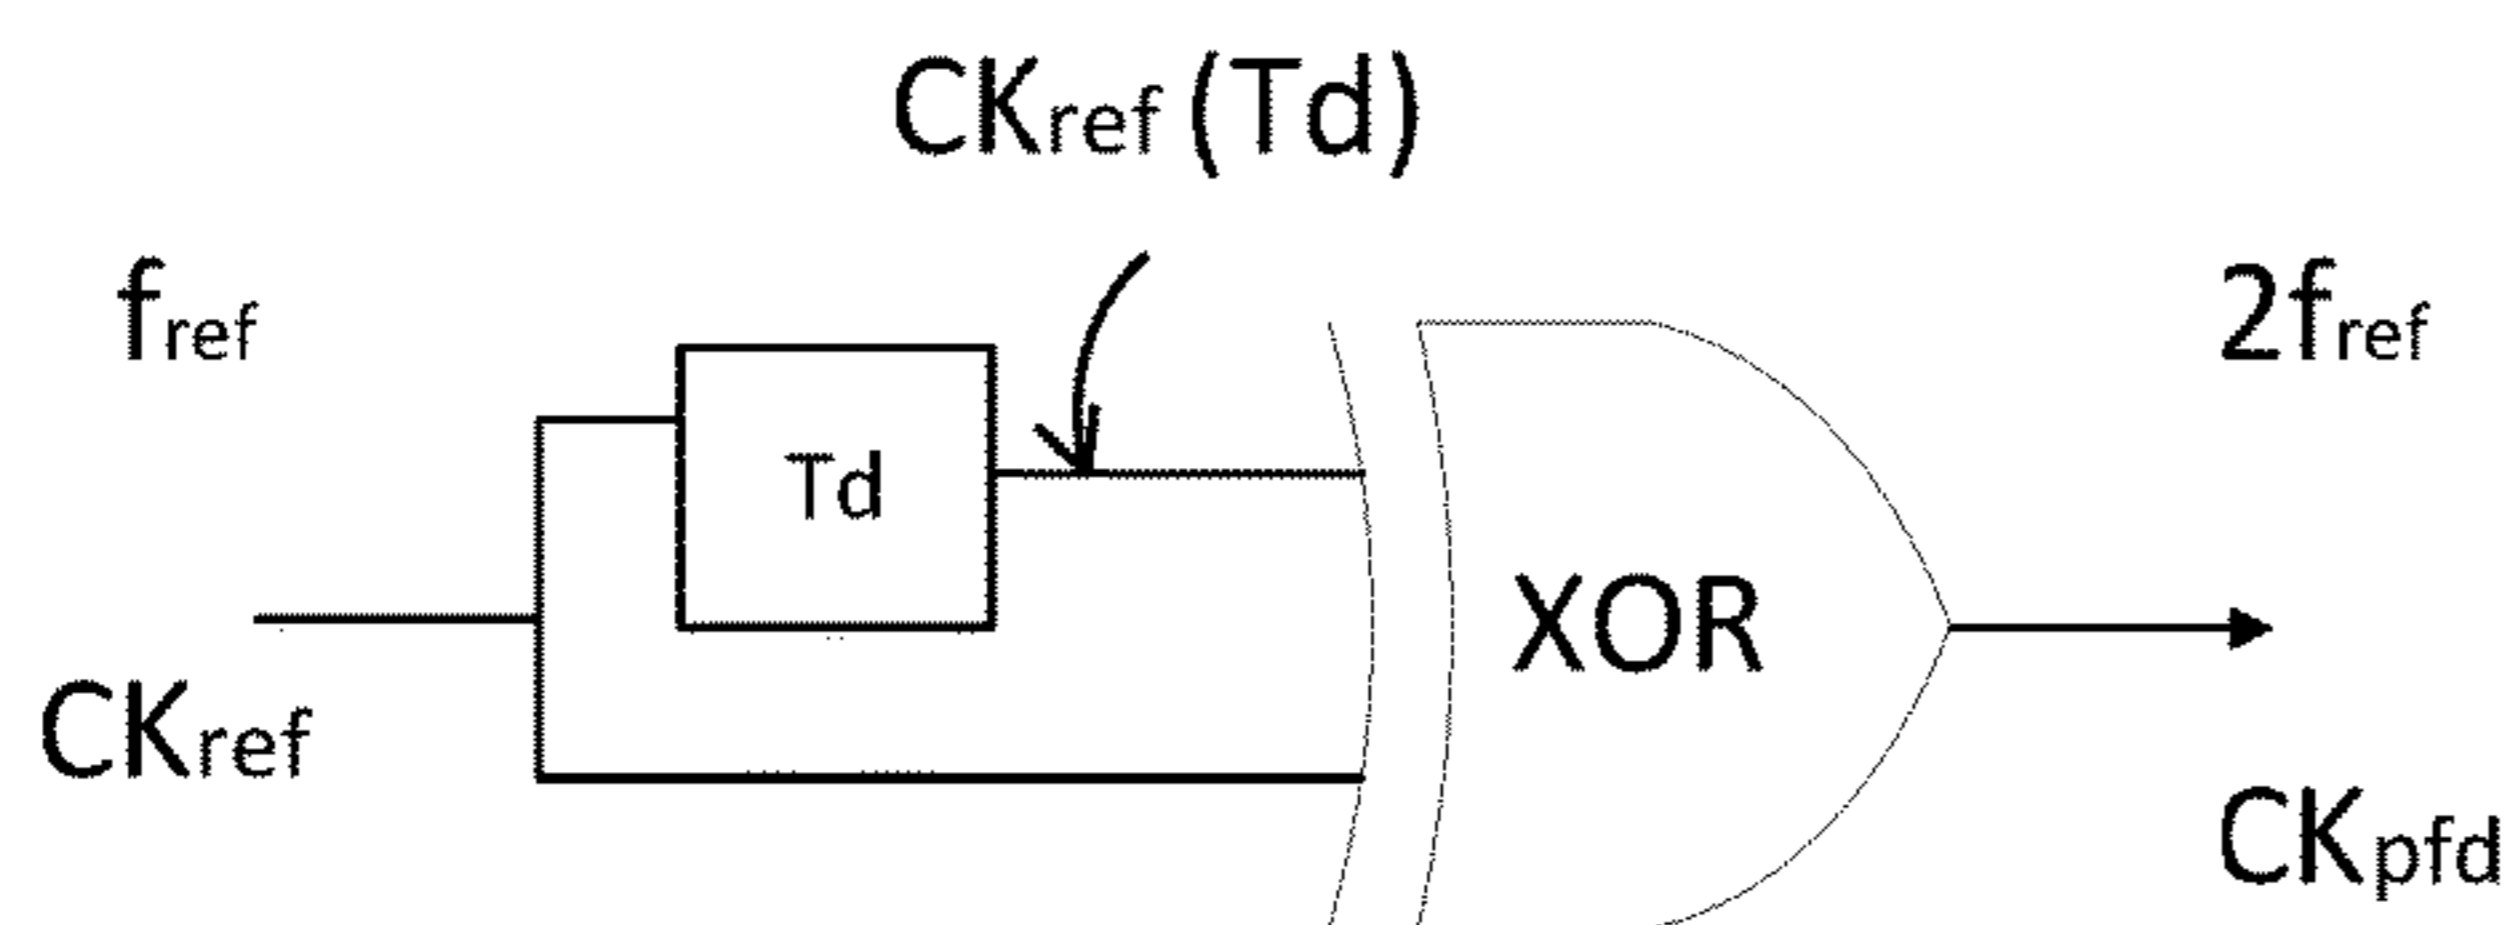 CKref (Td)
fref
2fref
Td
XOR
CKref
CKpfd